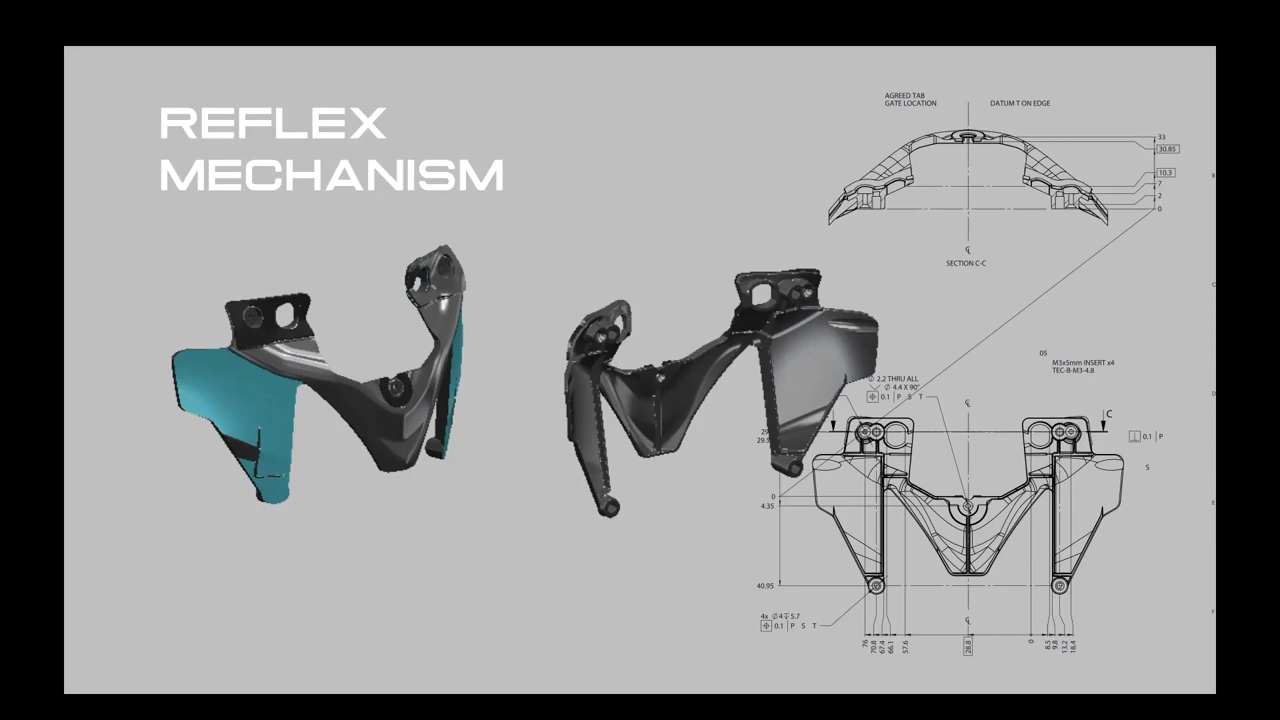 REFLEX
MECHANISM
AGREED TAB
GATE LOCATION
DATUM T ON EDGE
33
30.85
10.3
7
2
0
B
℄
SECTION C-C
C
05
M3x5mm INSERT x4
TEC-B-M3-4.8
∅ 2.2 THRU ALL
∅ 4.4 X 90°
⌖ 0.1 P S T
D
℄
C
⟂ 0.1 P
S
29.5
0
4.35
E
40.95
4x ∅4 ↧ 5.7
⌖ 0.1 P S T
F
℄
76
70.8
67.4
66.1
57.6
28.8
0
8.5
9.8
13.2
18.4